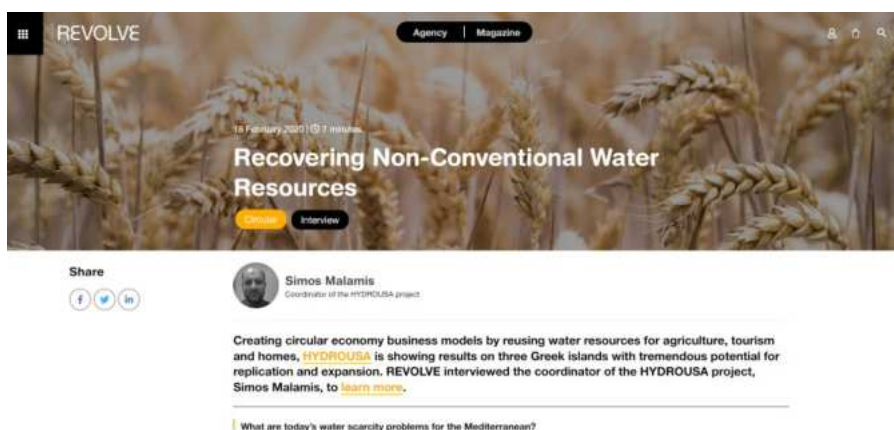 REVOLVE
Agency | Magazine
18 February 2020 | 7 minutes
Recovering Non-Conventional Water
Resources
Circular Interview
Share
Simos Malamis
Coordinator of the HYDROUSA project
Creating circular economy business models by reusing water resources for agriculture, tourism
and homes, HYDROUSA is showing results on three Greek islands with tremendous potential for
replication and expansion. REVOLVE interviewed the coordinator of the HYDROUSA project,
Simos Malamis, to learn more.
What are today's water scarcity problems for the Mediterranean?